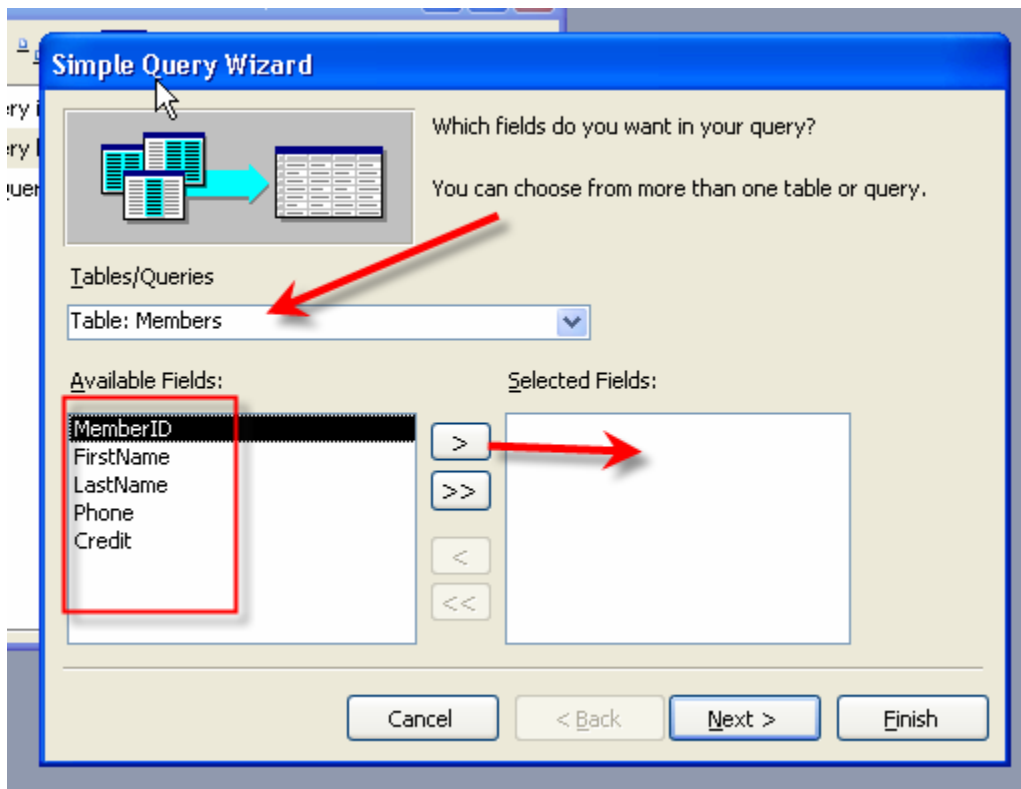 Simple Query Wizard
ery i
ery
Which fields do you want in your query?
You can choose from more than one table or query.
Tables/Queries
Table: Members
Available Fields:
Selected Fields:
MemberID
FirstName
LastName
Phone
Credit
>
>>
<
<<
Cancel
< Back
Next >
Finish